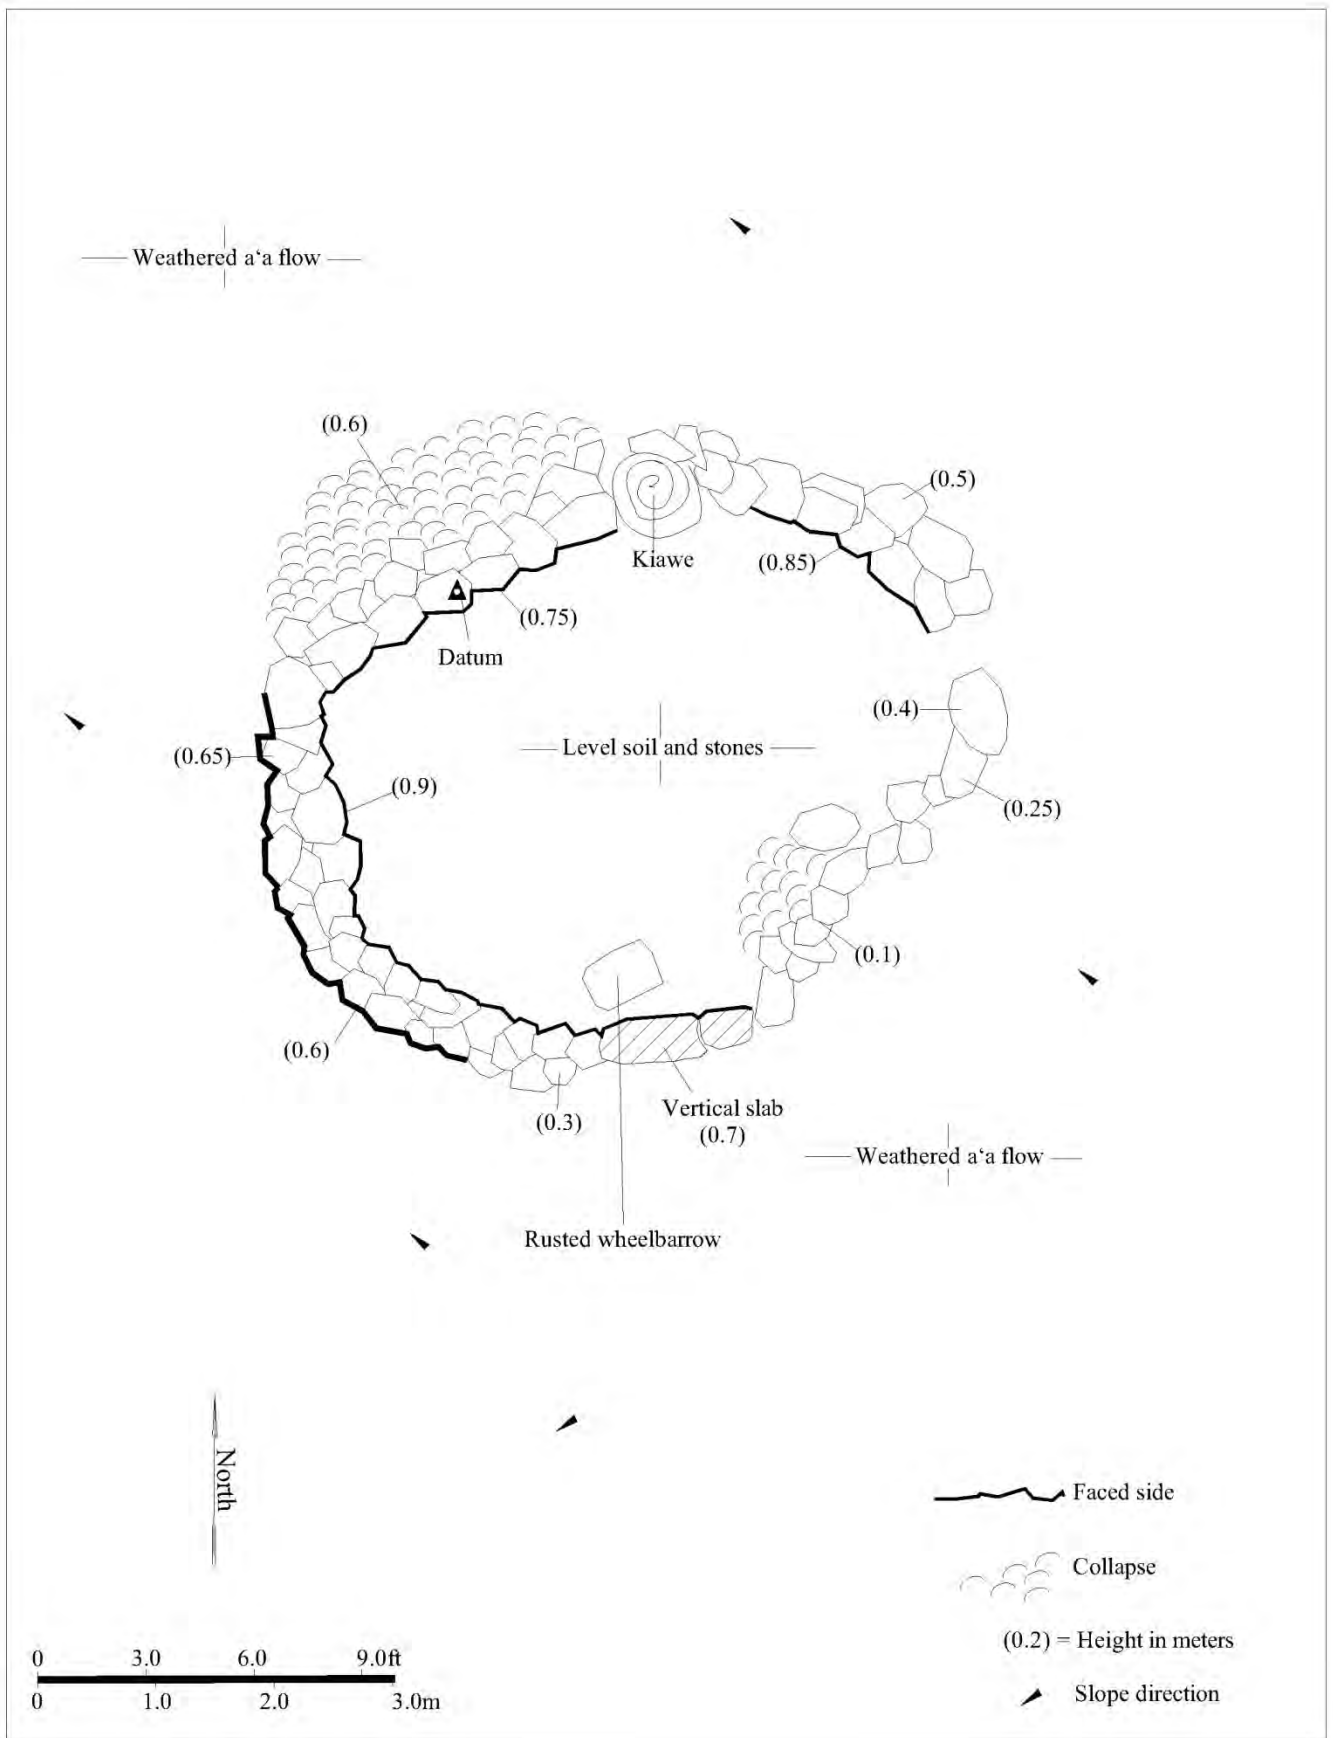 Weathered a‘a flow
(0.6)
(0.5)
Kiawe
(0.85)
(0.75)
Datum
(0.4)
Level soil and stones
(0.65)
(0.9)
(0.25)
(0.1)
(0.6)
Vertical slab
(0.7)
(0.3)
Weathered a‘a flow
Rusted wheelbarrow
North
Faced side
Collapse
(0.2) = Height in meters
Slope direction
0 3.0 6.0 9.0ft
0 1.0 2.0 3.0m